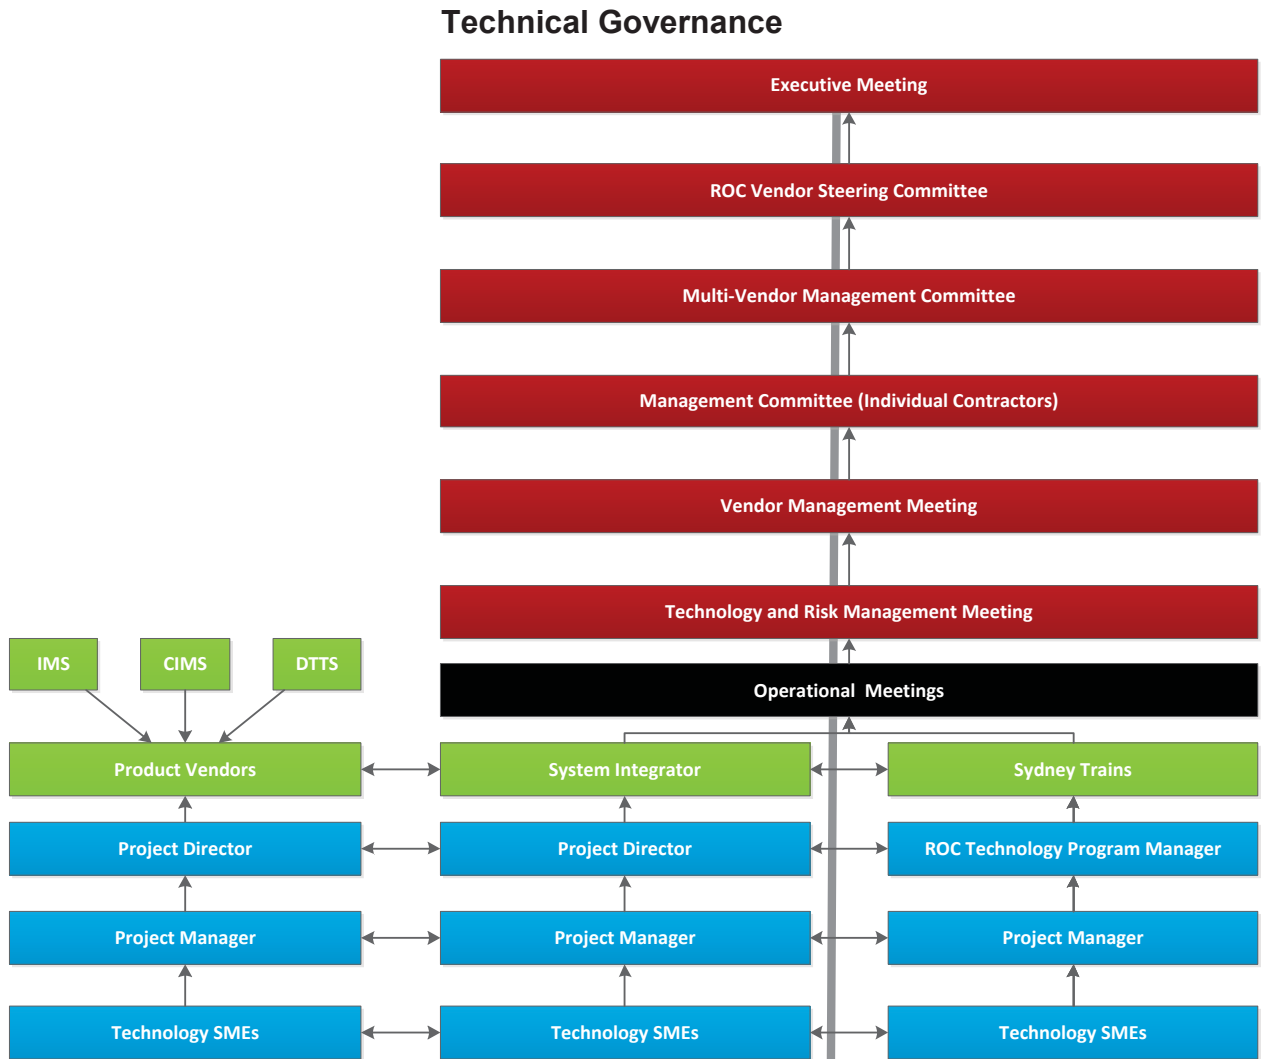 Technical Governance
Executive Meeting
ROC Vendor Steering Committee
Multi-Vendor Management Committee
Management Committee (Individual Contractors)
Vendor Management Meeting
Technology and Risk Management Meeting
IMS
CIMS
DTTS
Operational Meetings
Product Vendors
System Integrator
Sydney Trains
Project Director
Project Director
ROC Technology Program Manager
Project Manager
Project Manager
Project Manager
Technology SMEs
Technology SMEs
Technology SMEs